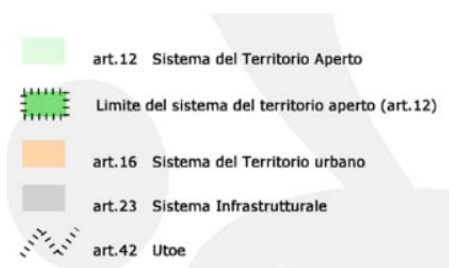 art.12 Sistema del Territorio Aperto
Limite del sistema del territorio aperto (art.12)
art.16 Sistema del Territorio urbano
art.23 Sistema Infrastrutturale
art.42 Utoe